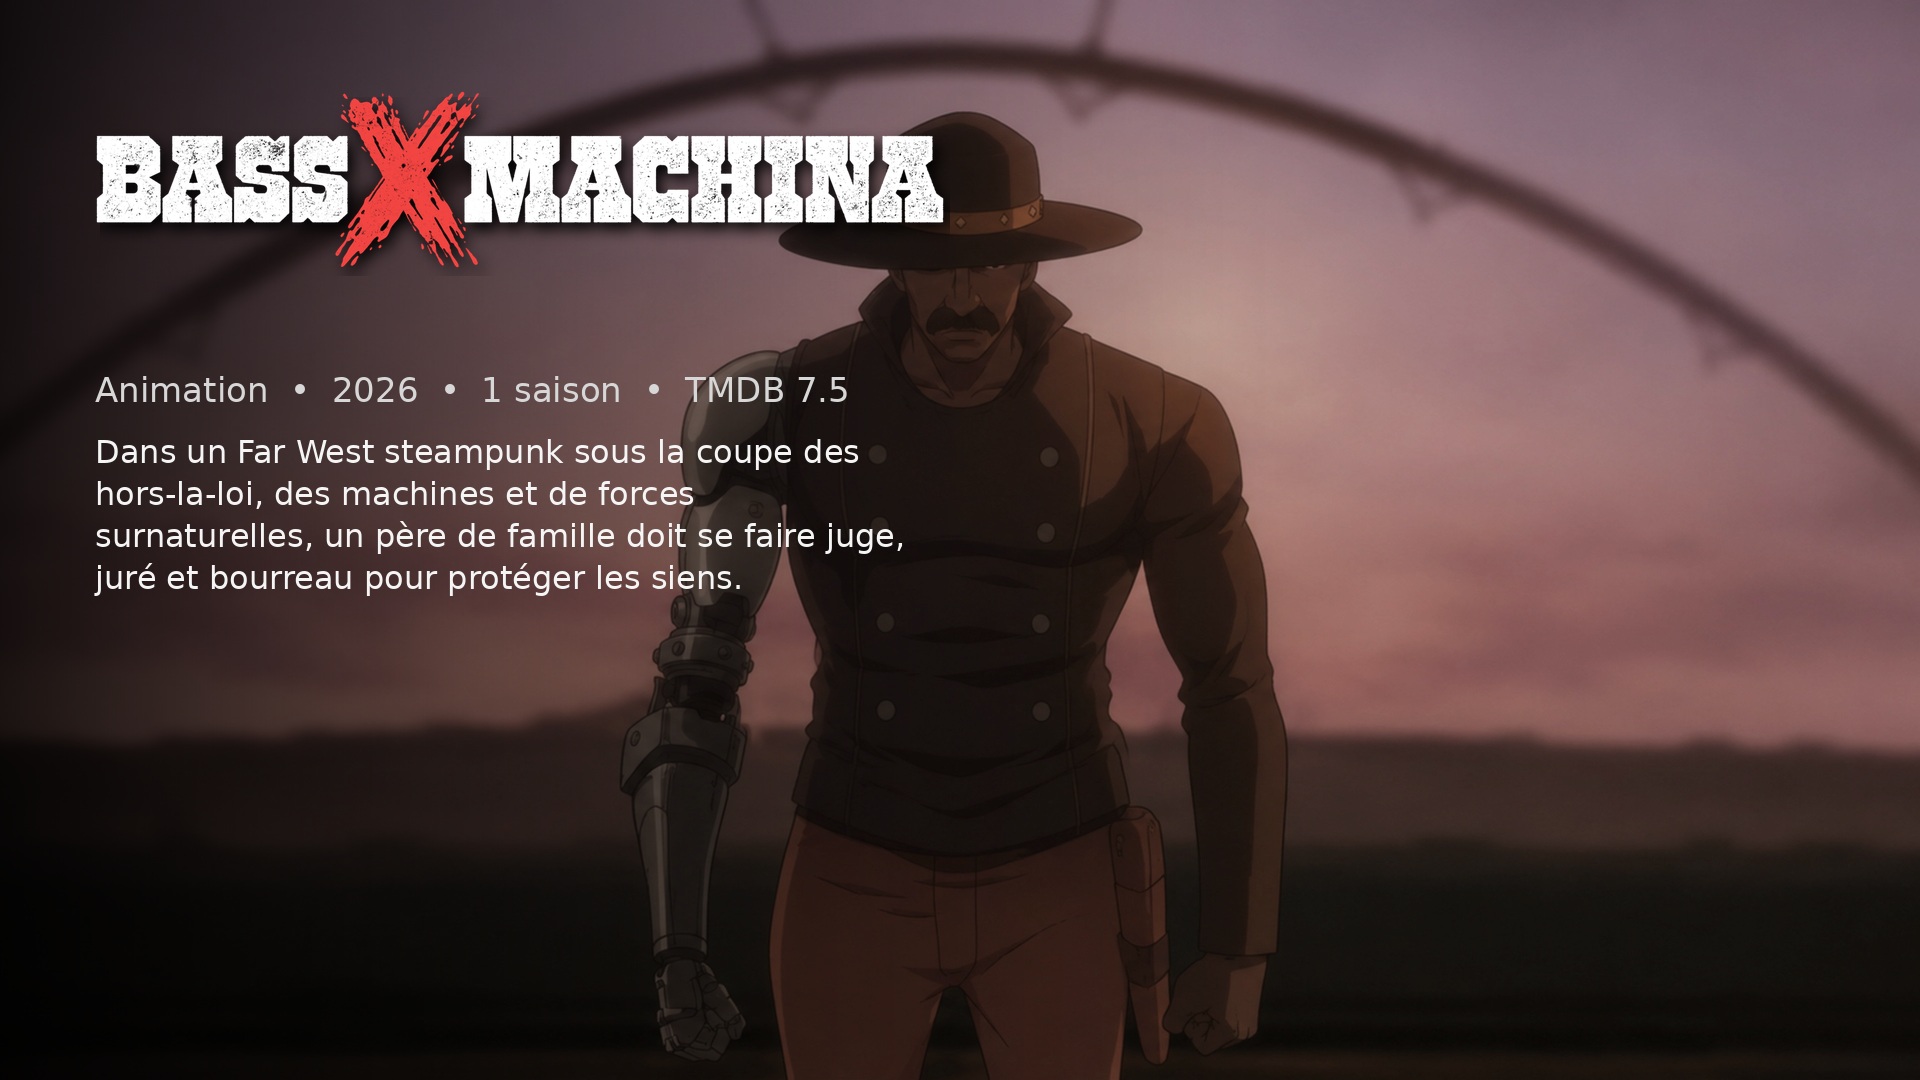 BASS X MACHINA
Animation • 2026 • 1 saison • TMDB 7.5
Dans un Far West steampunk sous la coupe des
hors-la-loi, des machines et de forces
surnaturelles, un père de famille doit se faire juge,
juré et bourreau pour protéger les siens.